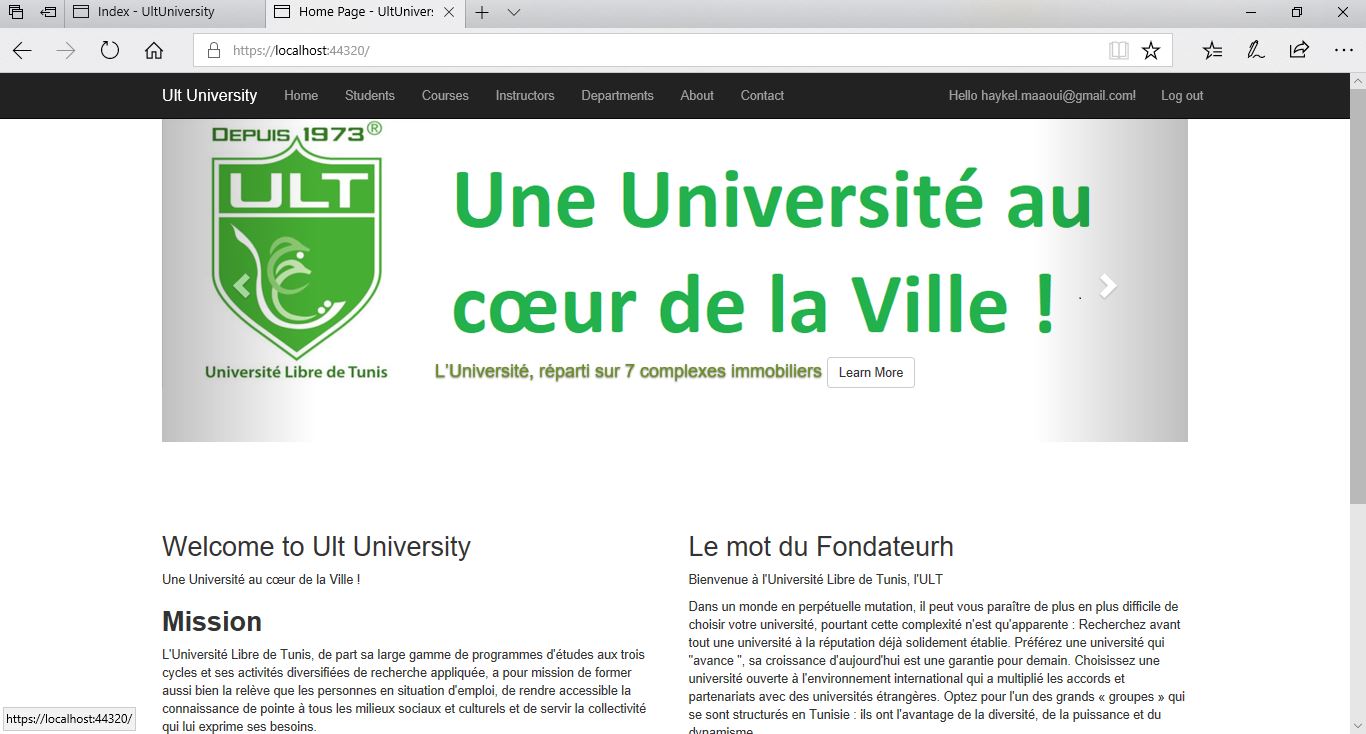 Index - UltUniversity
Home Page - UltUnivers
https://localhost:44320/
Ult University Home Students Courses Instructors Departments About Contact Hello haykel.maaoui@gmail.com! Log out
DEPUIS 1973®
ULT
Université Libre de Tunis
Une Université au
cœur de la Ville !
.
L'Université, réparti sur 7 complexes immobiliers Learn More
Welcome to Ult University
Une Université au cœur de la Ville !
Mission
L'Université Libre de Tunis, de part sa large gamme de programmes d'études aux trois
cycles et ses activités diversifiées de recherche appliquée, a pour mission de former
aussi bien la relève que les personnes en situation d'emploi, de rendre accessible la
connaissance de pointe à tous les milieux sociaux et culturels et de servir la collectivité
qui lui exprime ses besoins.
Le mot du Fondateurh
Bienvenue à l'Université Libre de Tunis, l'ULT
Dans un monde en perpétuelle mutation, il peut vous paraître de plus en plus difficile de
choisir votre université, pourtant cette complexité n'est qu'apparente : Recherchez avant
tout une université à la réputation déjà solidement établie. Préférez une université qui
"avance ", sa croissance d'aujourd'hui est une garantie pour demain. Choisissez une
université ouverte à l'environnement international qui a multiplié les accords et
partenariats avec des universités étrangères. Optez pour l'un des grands « groupes » qui
se sont structurés en Tunisie : ils ont l'avantage de la diversité, de la puissance et du
dynamisme
https://localhost:44320/